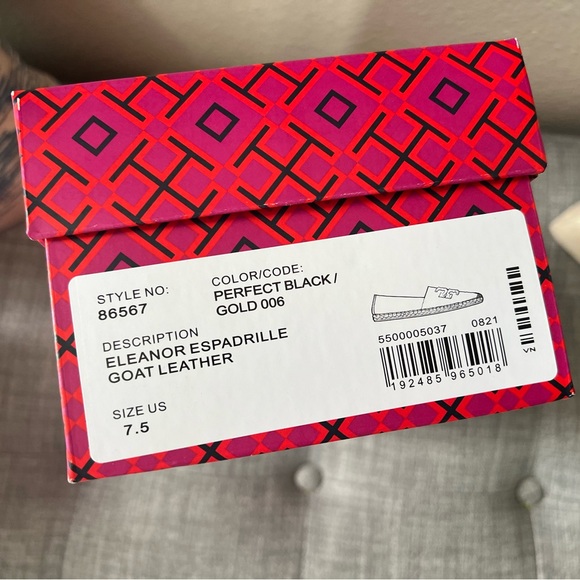 STYLE NO:
86567
COLOR/CODE:
PERFECT BLACK /
GOLD 006
DESCRIPTION
ELEANOR ESPADRILLE
GOAT LEATHER
SIZE US
7.5
5500005037 0821
192485 965018
VN